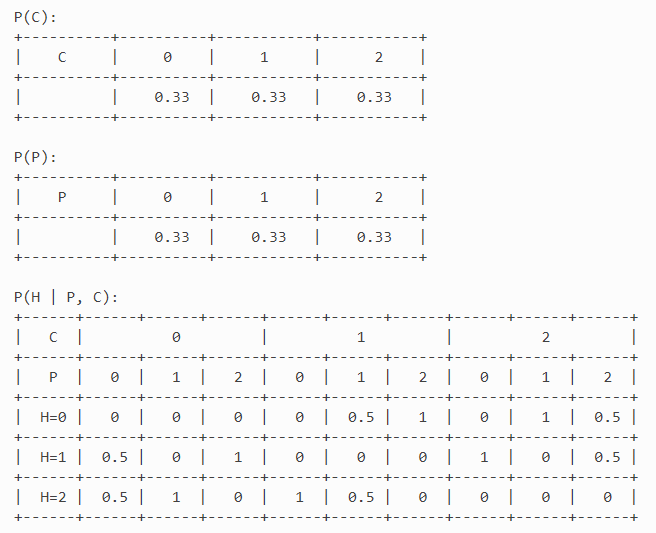 P(C):
+----------+----------+-----------+-----------+
|    C     |     0    |     1     |      2    |
+----------+----------+-----------+-----------+
|          |    0.33  |    0.33   |    0.33   |
+----------+----------+-----------+-----------+
P(P):
+----------+----------+-----------+-----------+
|    P     |     0    |     1     |      2    |
+----------+----------+-----------+-----------+
|          |    0.33  |    0.33   |    0.33   |
+----------+----------+-----------+-----------+
P(H | P, C):
+------+------+------+------+------+------+------+------+------+------+
|   C  |          0         |          1         |          2         |
+------+------+------+------+------+------+------+------+------+------+
|   P  |   0  |   1  |   2  |   0  |   1  |   2  |   0  |   1  |   2  |
+------+------+------+------+------+------+------+------+------+------+
|  H=0 |   0  |   0  |   0  |   0  |  0.5 |   1  |   0  |   1  |  0.5 |
+------+------+------+------+------+------+------+------+------+------+
|  H=1 |  0.5 |   0  |   1  |   0  |   0  |   0  |   1  |   0  |  0.5 |
+------+------+------+------+------+------+------+------+------+------+
|  H=2 |  0.5 |   1  |   0  |   1  |  0.5 |   0  |   0  |   0  |   0  |
+------+------+------+------+------+------+------+------+------+------+